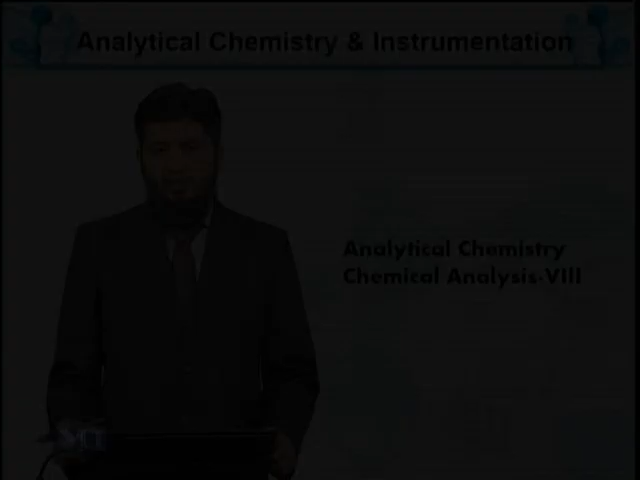 Analytical Chemistry & Instrumentation
Analytical Chemistry
Chemical Analysis-VIII